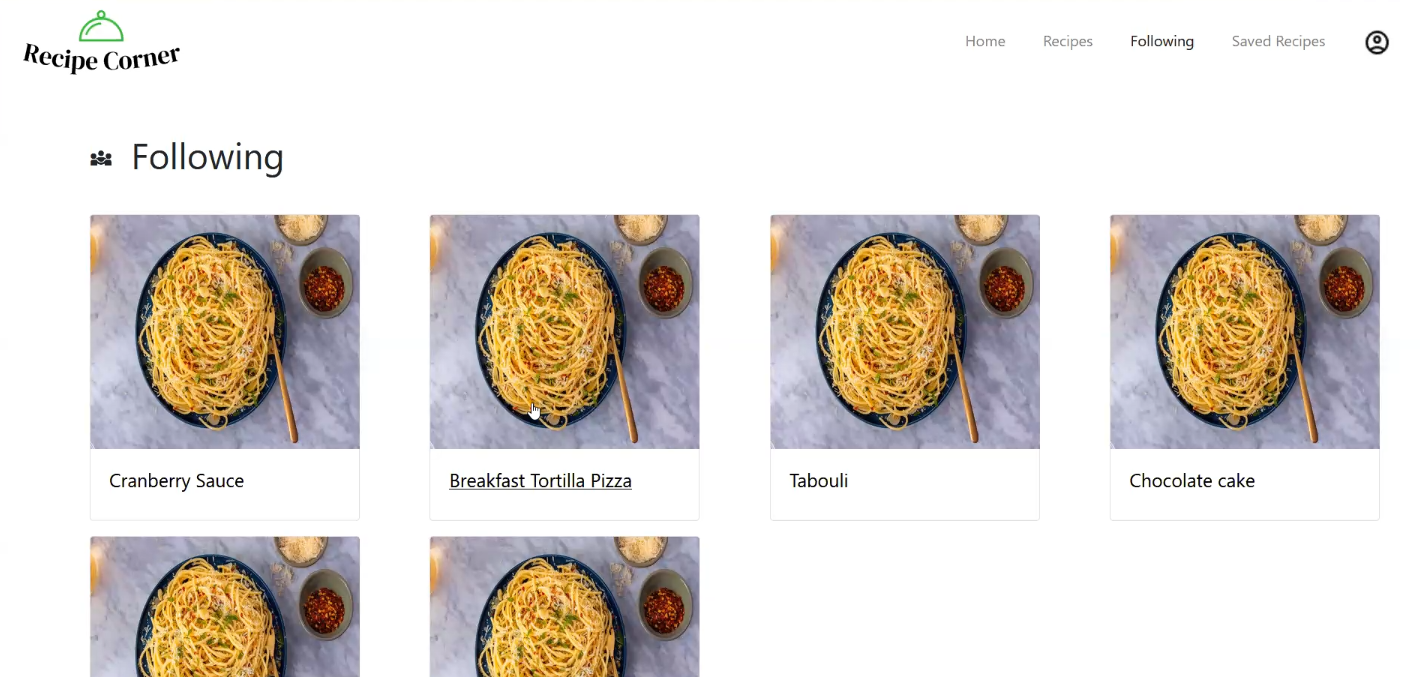 Recipe Corner
Home
Recipes
Following
Saved Recipes
Following
Cranberry Sauce
Breakfast Tortilla Pizza
Tabouli
Chocolate cake